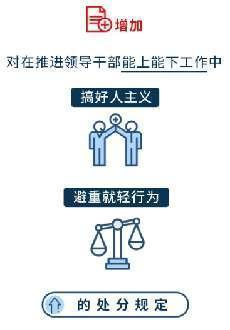 增加
对在推进领导干部能上能下工作中
搞好人主义
避重就轻行为
的处分规定